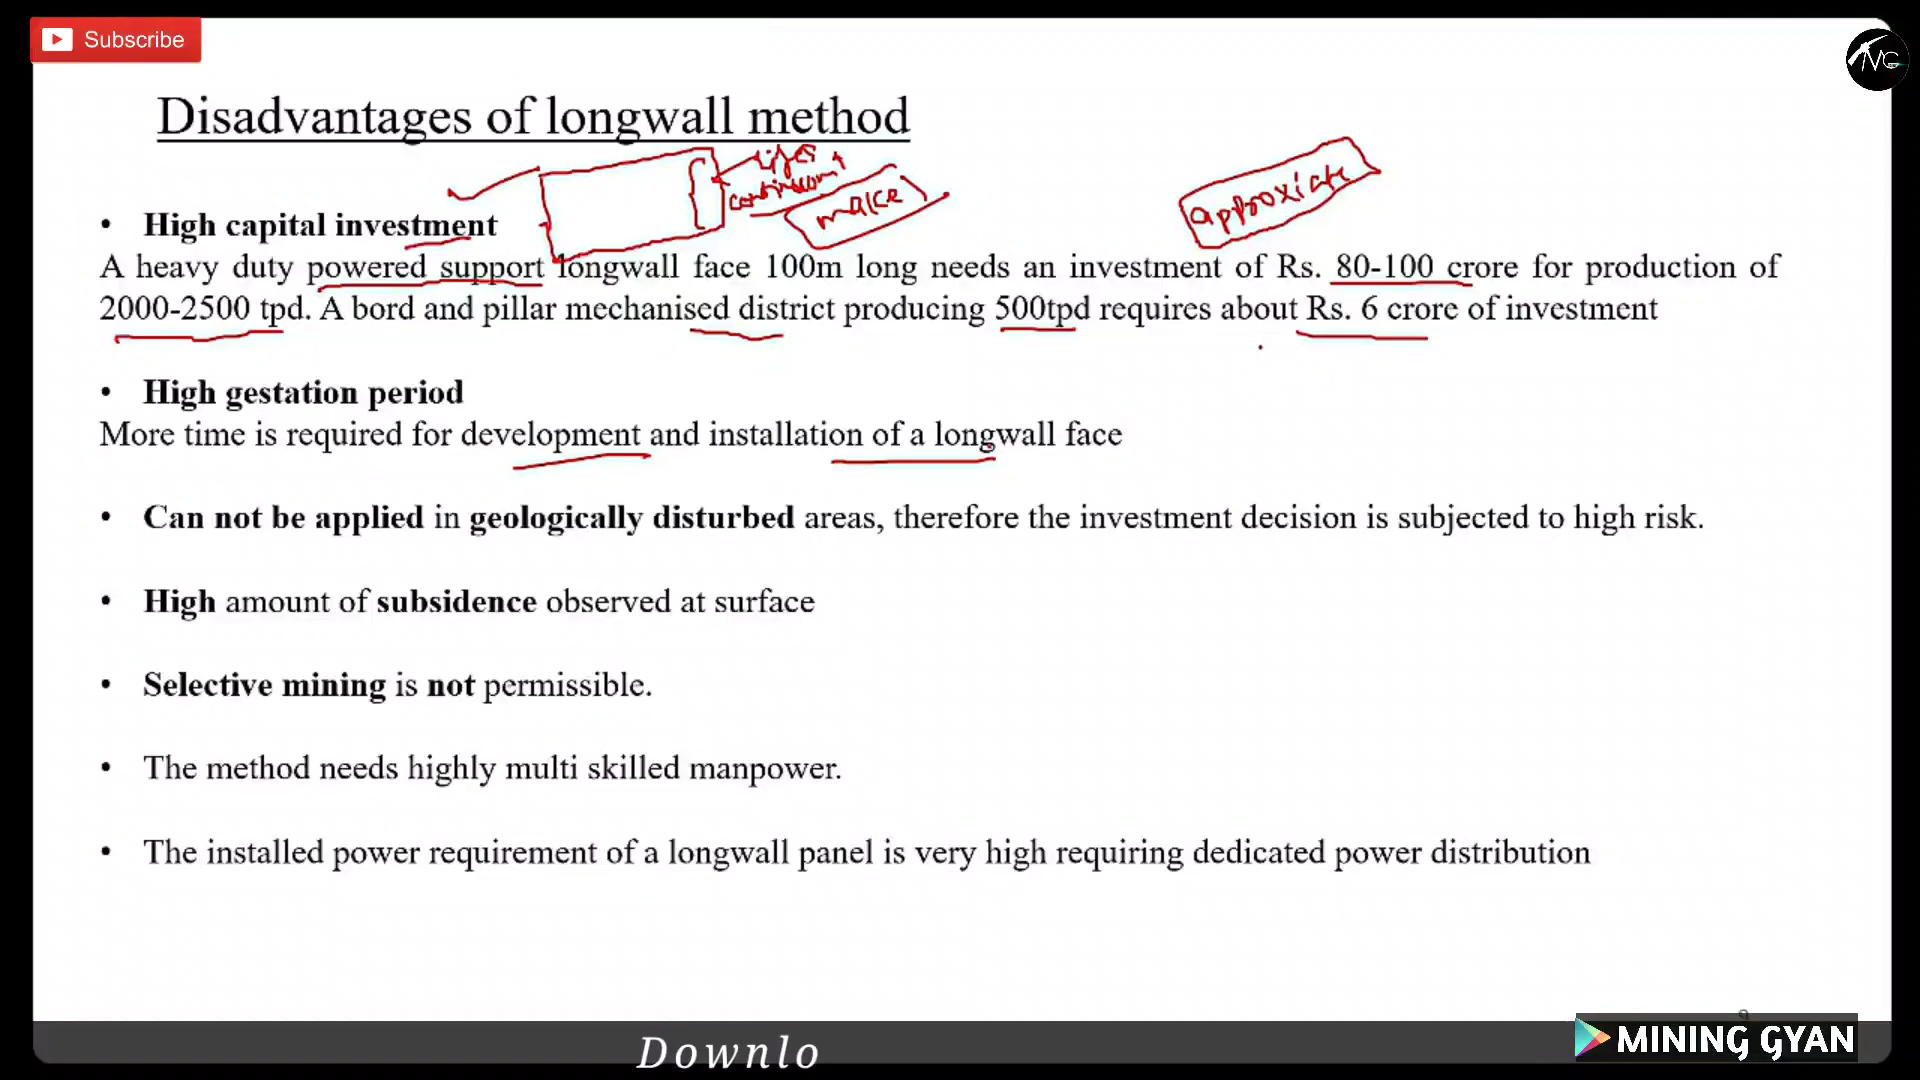 Subscribe
NG
Disadvantages of longwall method
make
approxiate
• High capital investment
A heavy duty powered support longwall face 100m long needs an investment of Rs. 80-100 crore for production of
2000-2500 tpd. A bord and pillar mechanised district producing 500tpd requires about Rs. 6 crore of investment
• High gestation period
More time is required for development and installation of a longwall face
• Can not be applied in geologically disturbed areas, therefore the investment decision is subjected to high risk.
• High amount of subsidence observed at surface
• Selective mining is not permissible.
• The method needs highly multi skilled manpower.
• The installed power requirement of a longwall panel is very high requiring dedicated power distribution
9
MINING GYAN
Downlo